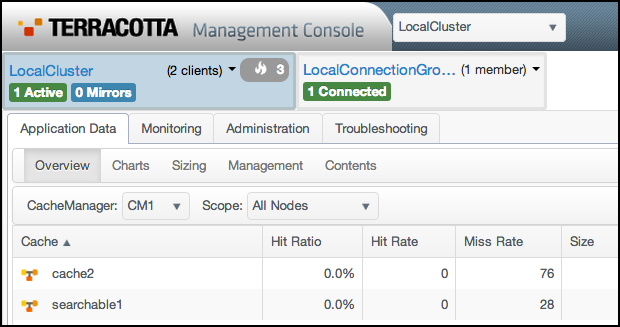 TERRACOTTA Management Console LocalCluster
LocalCluster (2 clients) 3 LocalConnectionGro... (1 member)
1 Active 0 Mirrors 1 Connected
Application Data Monitoring Administration Troubleshooting
Overview Charts Sizing Management Contents
CacheManager: CM1 Scope: All Nodes
Cache Hit Ratio Hit Rate Miss Rate Size
cache2 0.0% 0 76
searchable1 0.0% 0 28